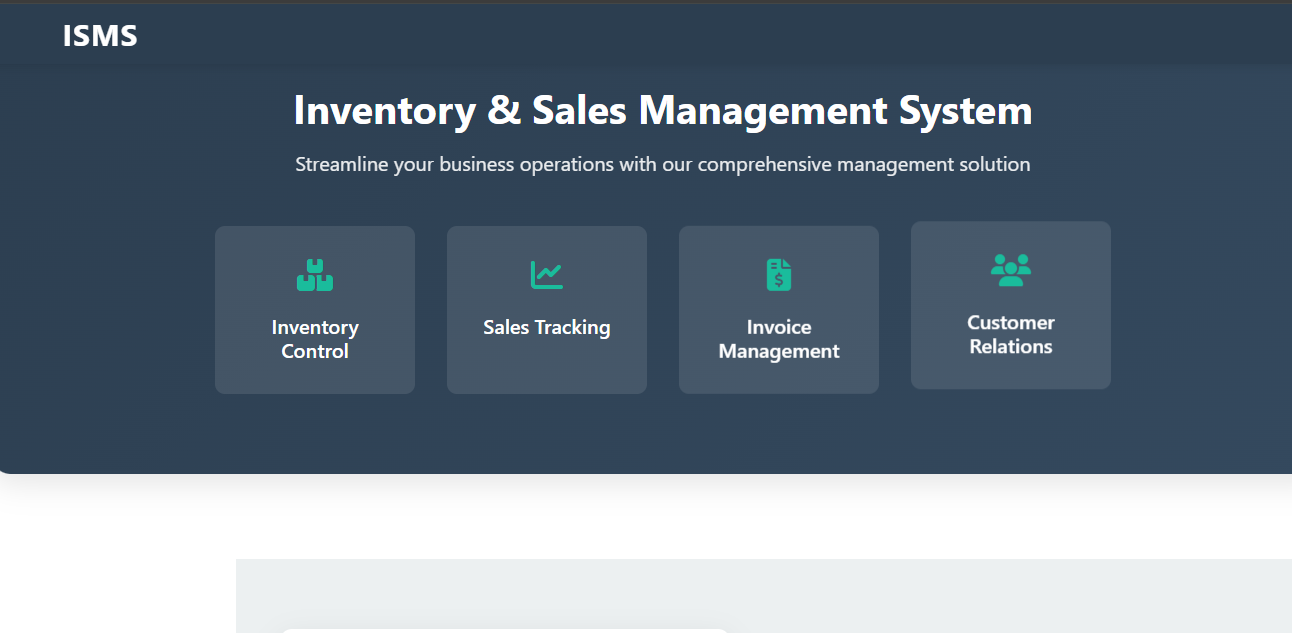 ISMS
Inventory & Sales Management System
Streamline your business operations with our comprehensive management solution
Inventory
Control
Sales Tracking
Invoice
Management
Customer
Relations